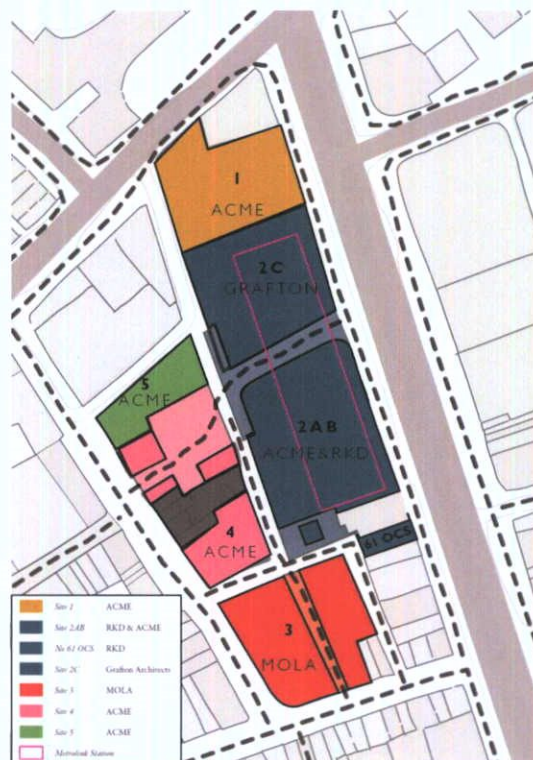 1
ACME
2C
GRAFTON
5
ACME
2AB
ACME&RKD
4
ACME
61 OCS
3
MOLA
Site 1 ACME
Site 2AB RKD & ACME
No 61 OCS RKD
Site 2C Grafton Architects
Site 3 MOLA
Site 4 ACME
Site 5 ACME
Metrolink Station